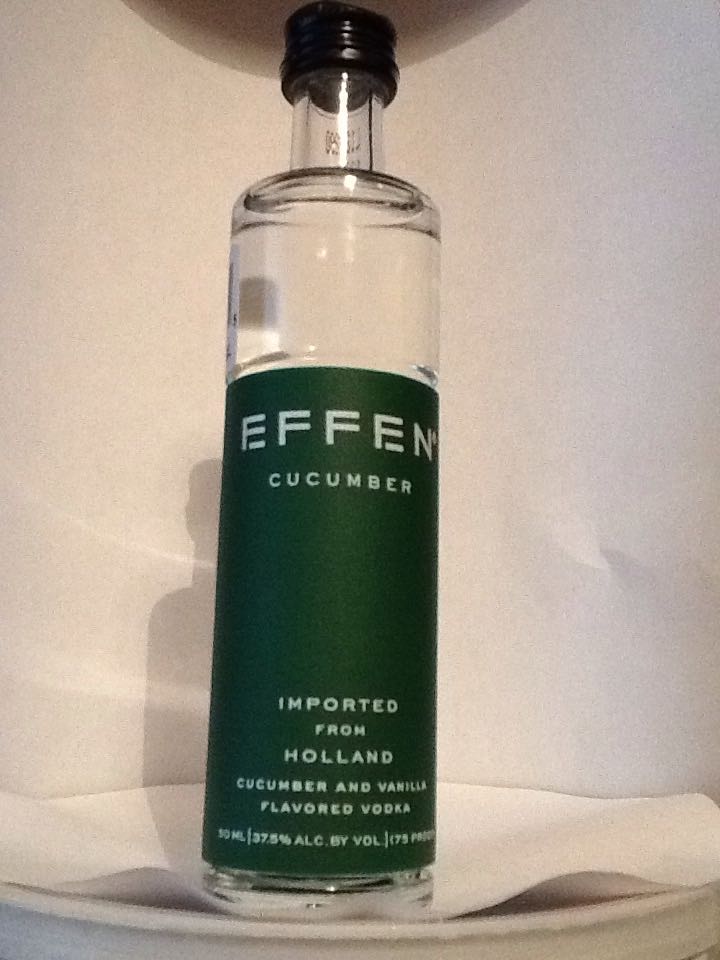 EFFEN®
CUCUMBER
IMPORTED
FROM
HOLLAND
CUCUMBER AND VANILLA
FLAVORED VODKA
50 ML|37.5% ALC. BY VOL.|(75 PROOF